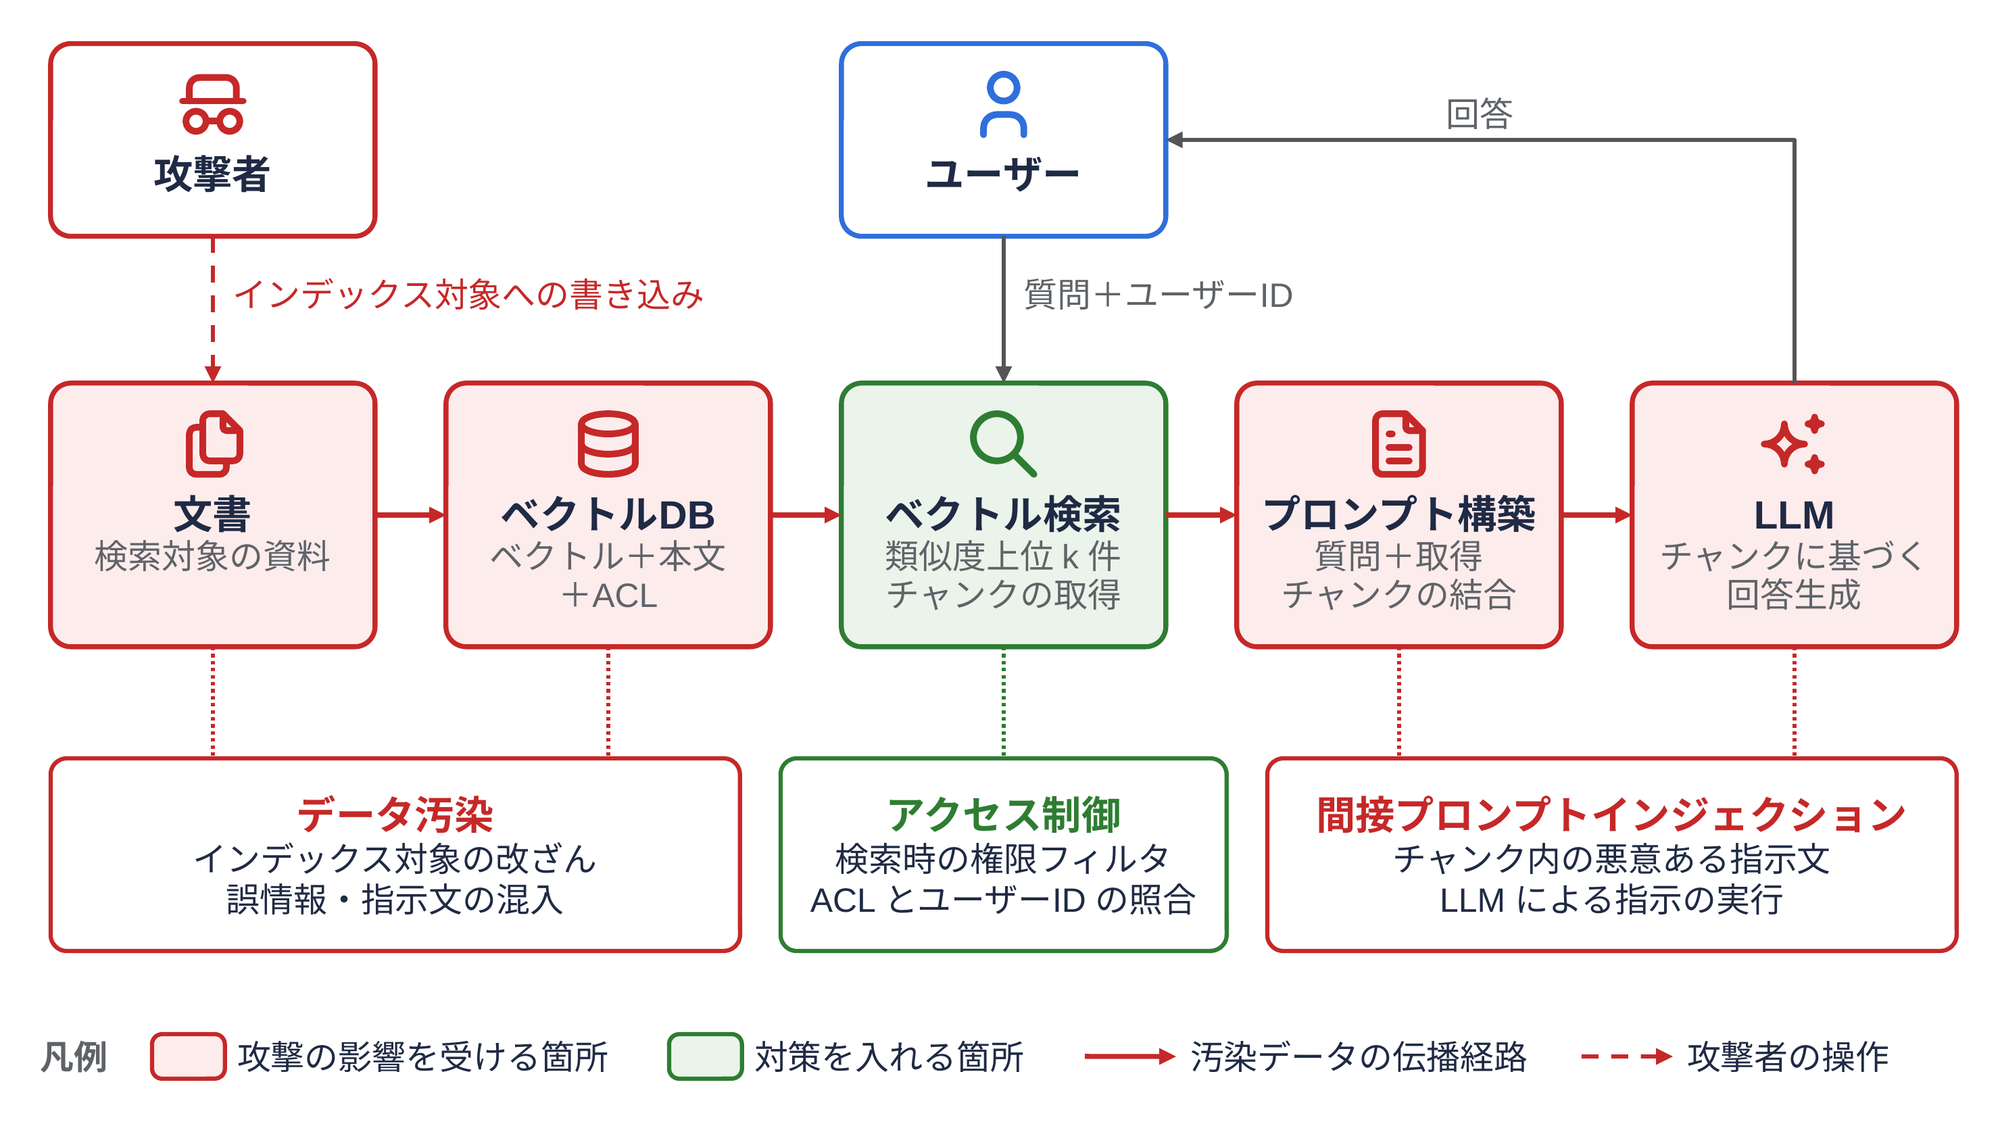 攻撃者
ユーザー
回答
インデックス対象への書き込み
質問＋ユーザーID
文書
検索対象の資料
ベクトルDB
ベクトル＋本文
＋ACL
ベクトル検索
類似度上位 k 件
チャンクの取得
プロンプト構築
質問＋取得
チャンクの結合
LLM
チャンクに基づく
回答生成
データ汚染
インデックス対象の改ざん
誤情報・指示文の混入
アクセス制御
検索時の権限フィルタ
ACL とユーザーID の照合
間接プロンプトインジェクション
チャンク内の悪意ある指示文
LLM による指示の実行
凡例
攻撃の影響を受ける箇所
対策を入れる箇所
汚染データの伝播経路
攻撃者の操作